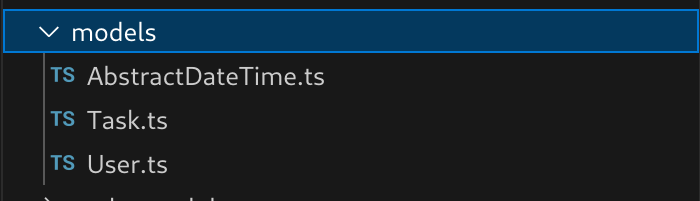 models
TS AbstractDateTime.ts
TS Task.ts
TS User.ts